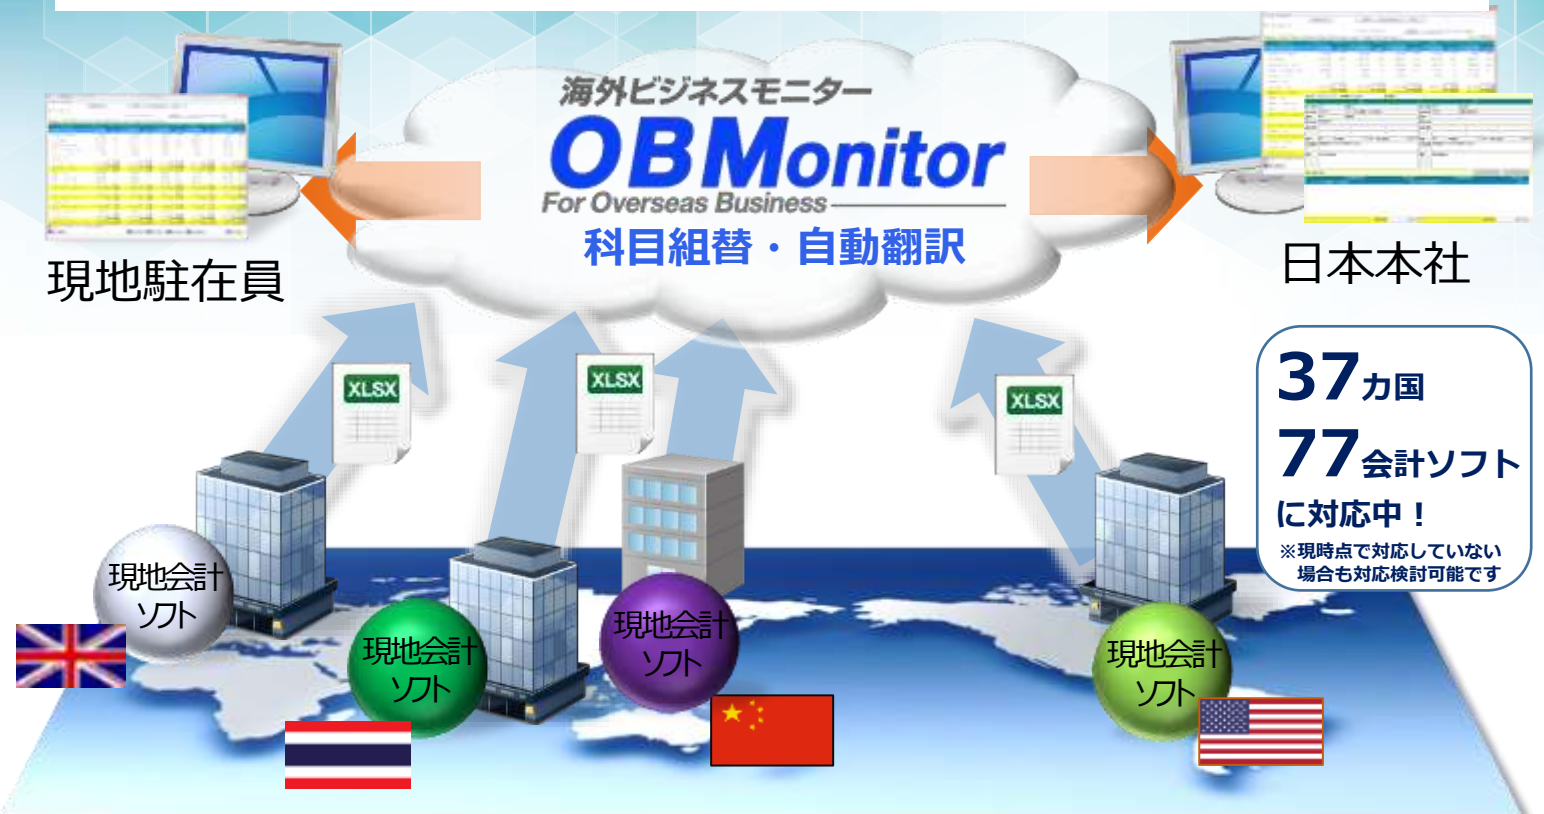 海外ビジネスモニター
OBMonitor
For Overseas Business
科目組替・自動翻訳
現地駐在員
日本本社
XLSX
XLSX
XLSX
37カ国
77会計ソフト
に対応中！
※現時点で対応していない
場合も対応検討可能です
現地会計
ソフト
現地会計
ソフト
現地会計
ソフト
現地会計
ソフト